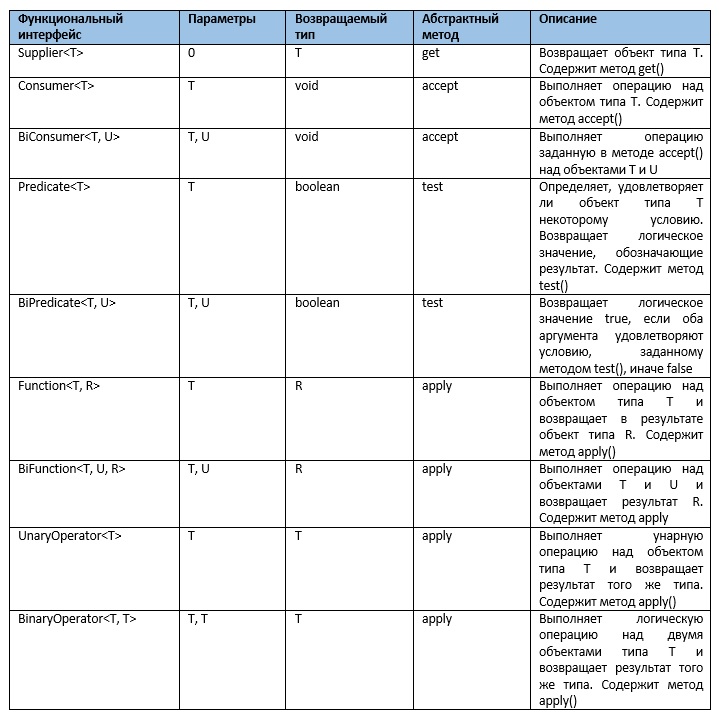 Функциональный интерфейс Параметры Возвращаемый тип Абстрактный метод Описание
Supplier<T> 0 T get Возвращает объект типа T.
Содержит метод get()
Consumer<T> T void accept Выполняет операцию над
объектом типа T. Содержит
метод accept()
BiConsumer<T, U> T, U void accept Выполняет операцию
заданную в методе accept()
над объектами T и U
Predicate<T> T boolean test Определяет, удовлетворяет
ли объект типа T
некоторому условию.
Возвращает логическое
значение, обозначающие
результат. Содержит метод
test()
BiPredicate<T, U> T, U boolean test Возвращает логическое
значение true, если оба
аргумента удовлетворяют
условию, заданному
методом test(), иначе false
Function<T, R> T R apply Выполняет операцию над
объектом типа T и
возвращает в результате
объект типа R. Содержит
метод apply()
BiFunction<T, U, R> T, U R apply Выполняет операцию над
объектами T и U и
возвращает результат R.
Содержит метод apply
UnaryOperator<T> T T apply Выполняет унарную
операцию над объектом
типа T и возвращает
результат того же типа.
Содержит метод apply()
BinaryOperator<T, T> T, T T apply Выполняет логическую
операцию над двумя
объектами типа T и
возвращает результат того
же типа. Содержит метод
apply()